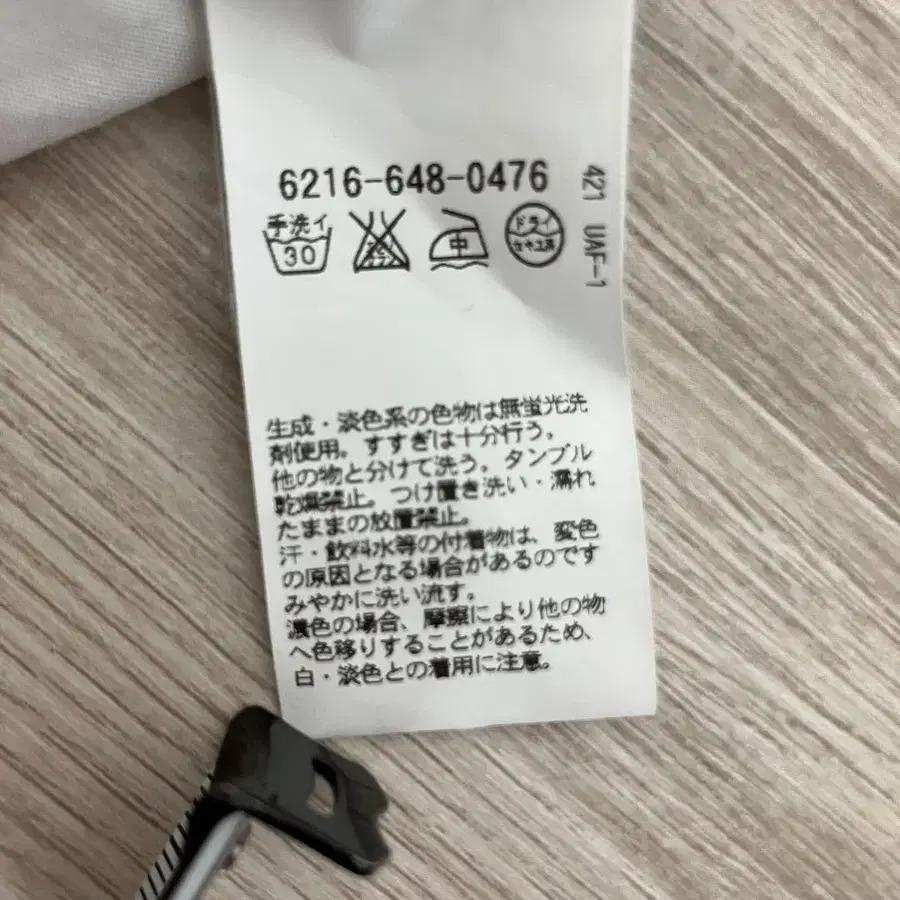 6216-648-0476
421 UAF-1
手洗イ
30
中
ドライ
セキユ系
生成・淡色系の色物は無蛍光洗
剤使用。すすぎは十分行う。
他の物と分けて洗う。タンブル
乾燥禁止。つけ置き洗い・濡れ
たままの放置禁止。
汗・飲料水等の付着物は、変色
の原因となる場合があるのです
みやかに洗い流す。
濃色の場合、摩擦により他の物
へ色移りすることがあるため、
白・淡色との着用に注意。